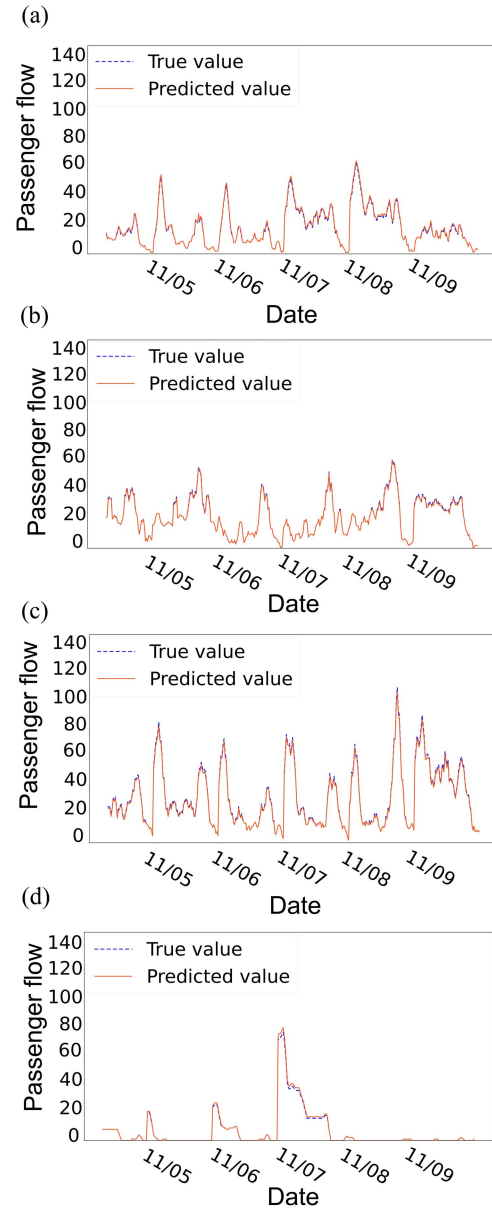 (a)
140
120
100
80
60
40
20
0
Passenger flow
True value
Predicted value
11/05
11/06
11/07
11/08
11/09
Date
(b)
140
120
100
80
60
40
20
0
Passenger flow
True value
Predicted value
11/05
11/06
11/07
11/08
11/09
Date
(c)
140
120
100
80
60
40
20
0
Passenger flow
True value
Predicted value
11/05
11/06
11/07
11/08
11/09
Date
(d)
140
120
100
80
60
40
20
0
Passenger flow
True value
Predicted value
11/05
11/06
11/07
11/08
11/09
Date